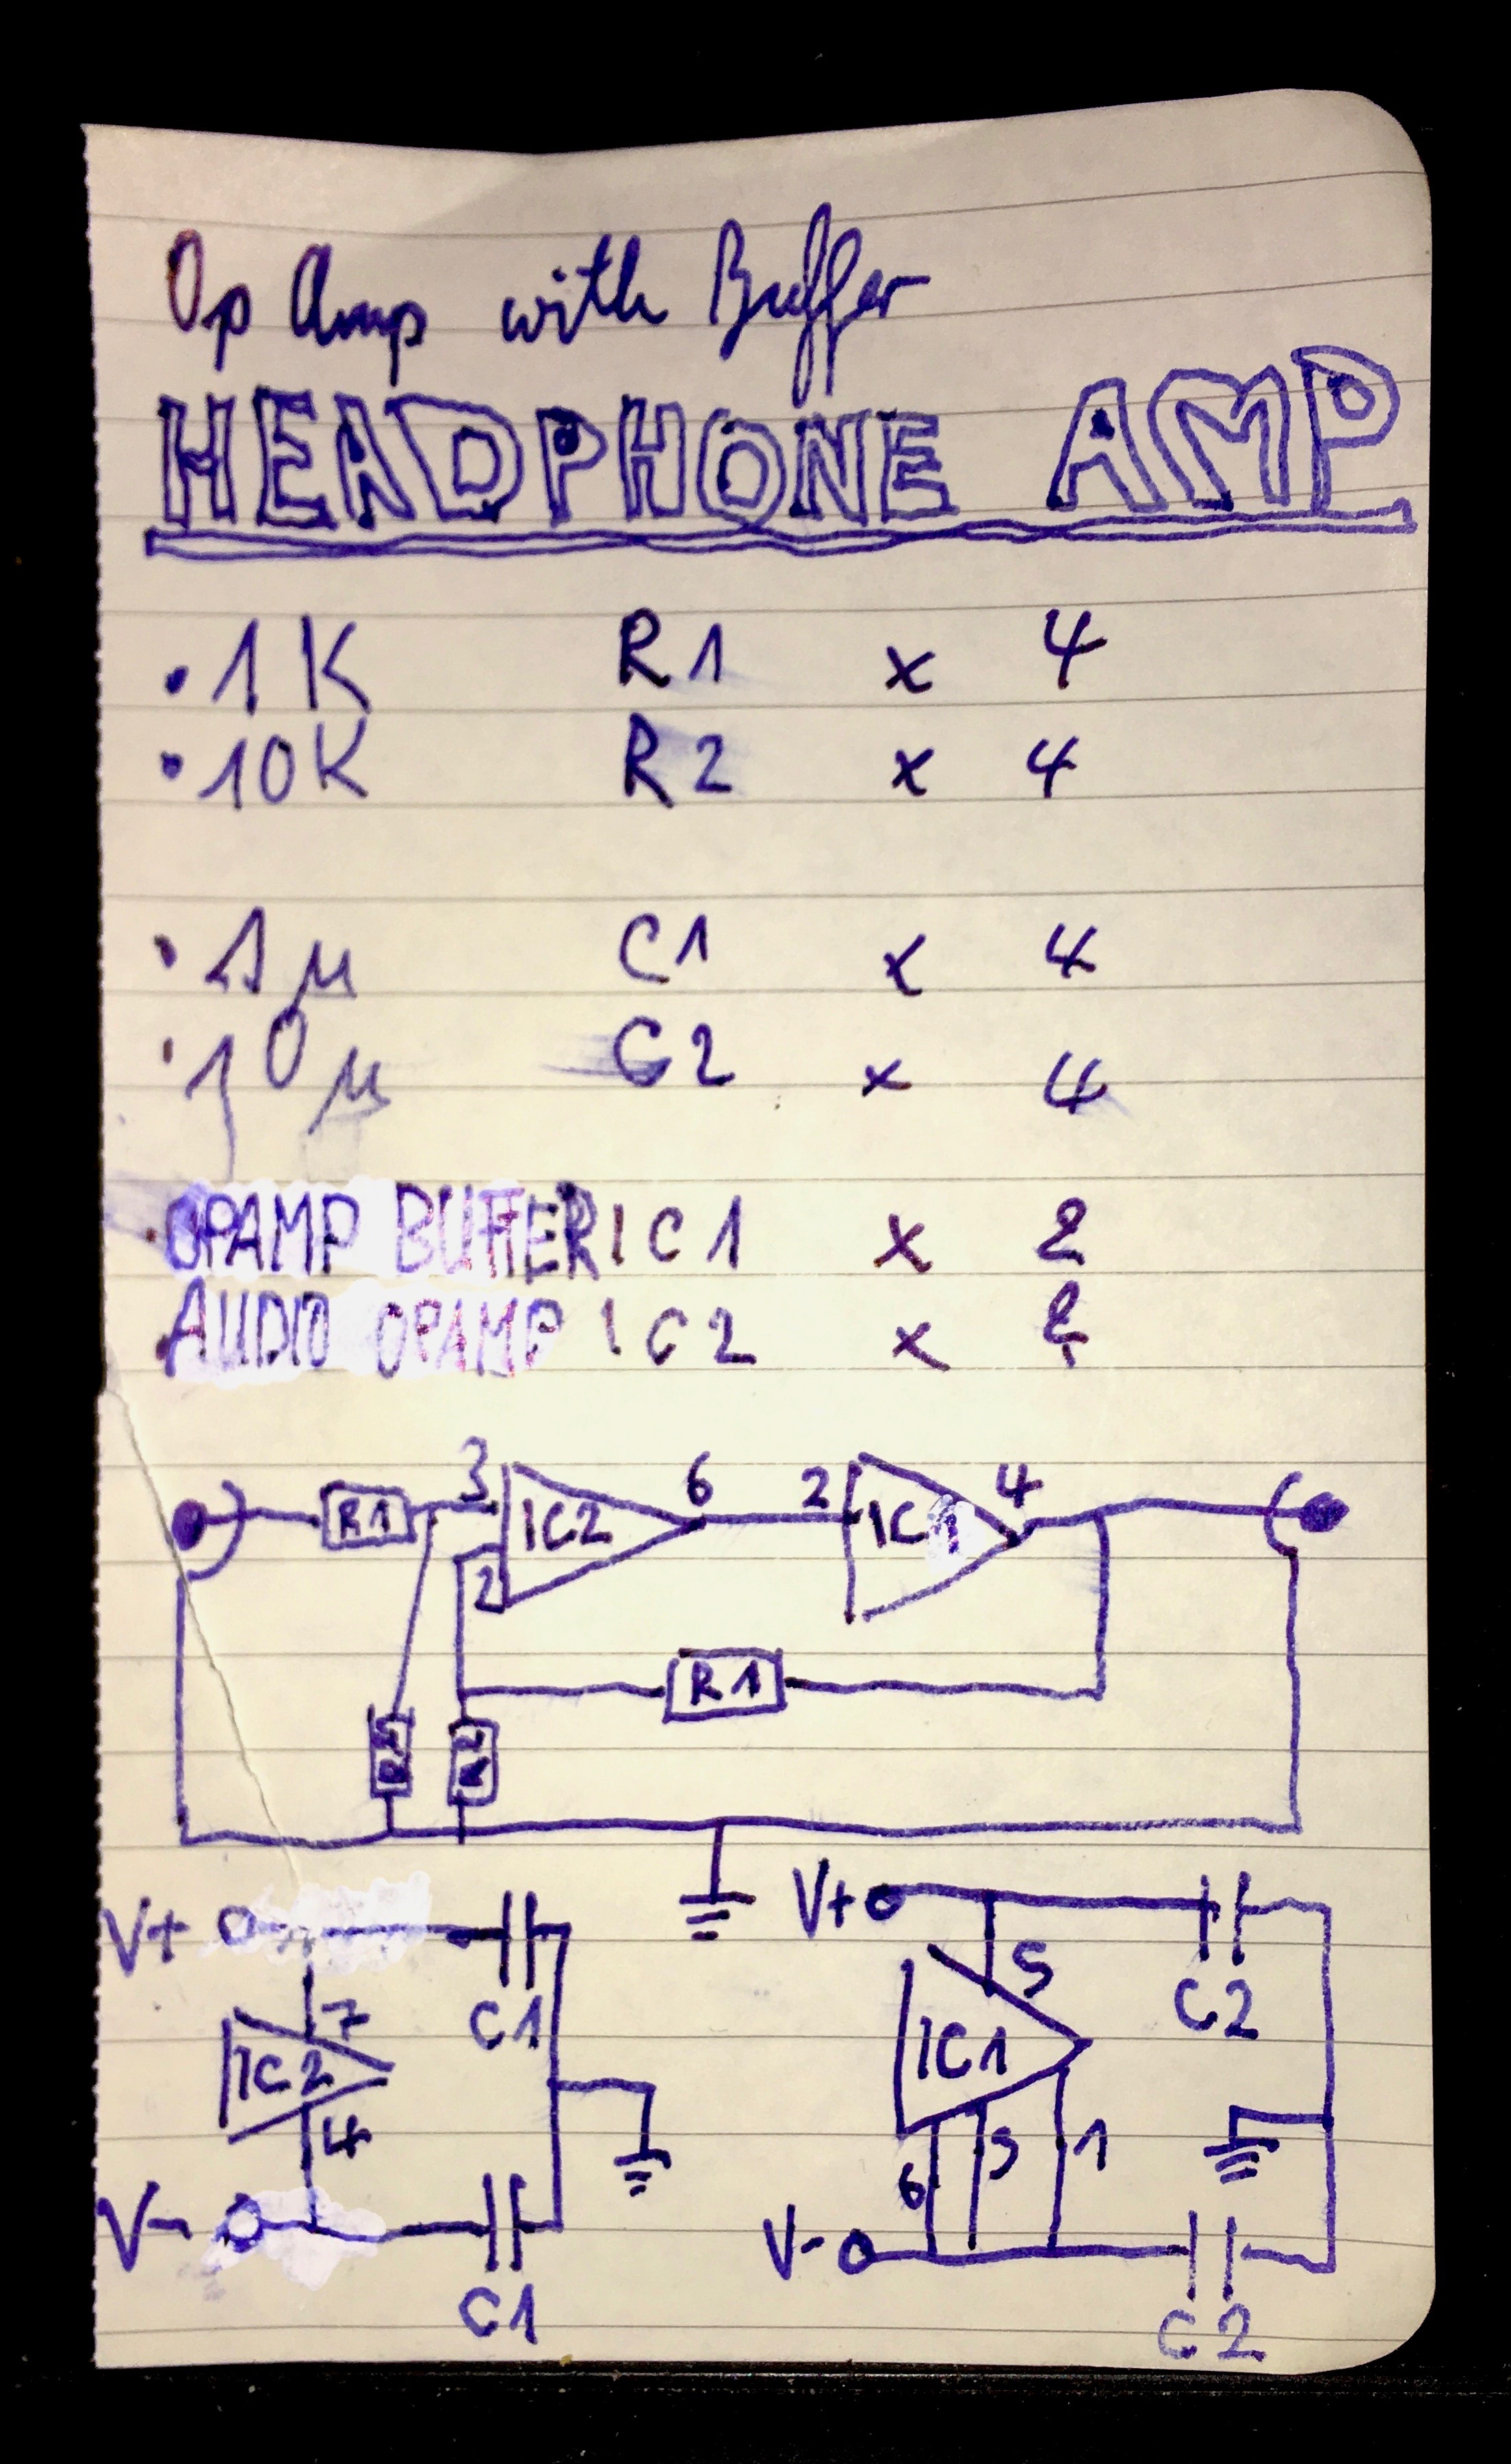 Op Amp with Buffer
HEADPHONE AMP
• 1K R1 x 4
• 10K R2 x 4
• 1µ C1 x 4
• 10µ C2 x 4
• OPAMP BUFFER IC1 x 2
• AUDIO OPAMP IC2 x 2
R1 3 IC2 6 2 IC1 4
2
R1
R2 R2
V+ C1 7 IC2 4 V- C1
V+ C2 5 IC1 6 3 1 V- C2